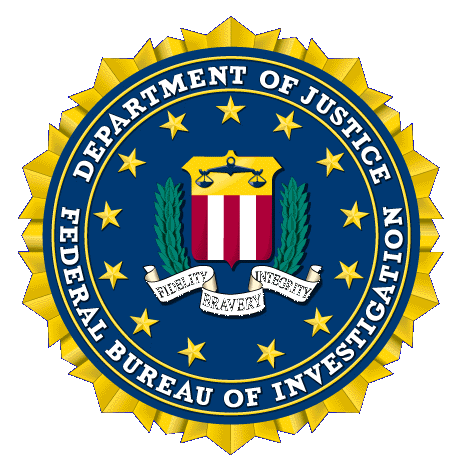 DEPARTMENT OF JUSTICE
FIDELITY
BRAVERY
INTEGRITY
FEDERAL BUREAU OF INVESTIGATION